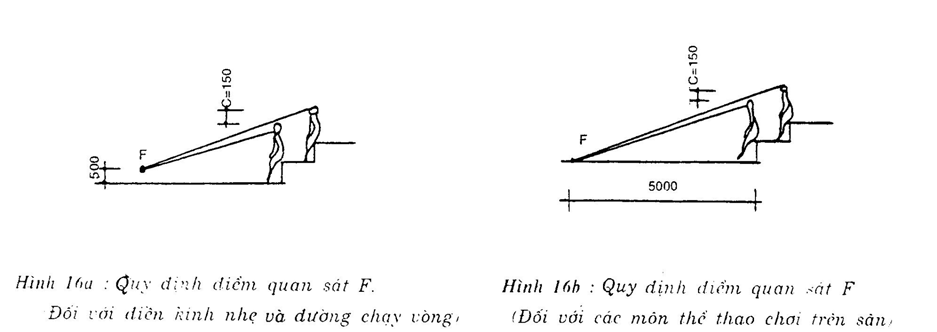 C=150
F
500
C=150
F
5000
Hình 16a : Quy định điểm quan sát F.
Đối với điền kinh nhẹ và đường chạy vòng)
Hình 16b : Quy định điểm quan sát F
(Đối với các môn thể thao chơi trên sân)